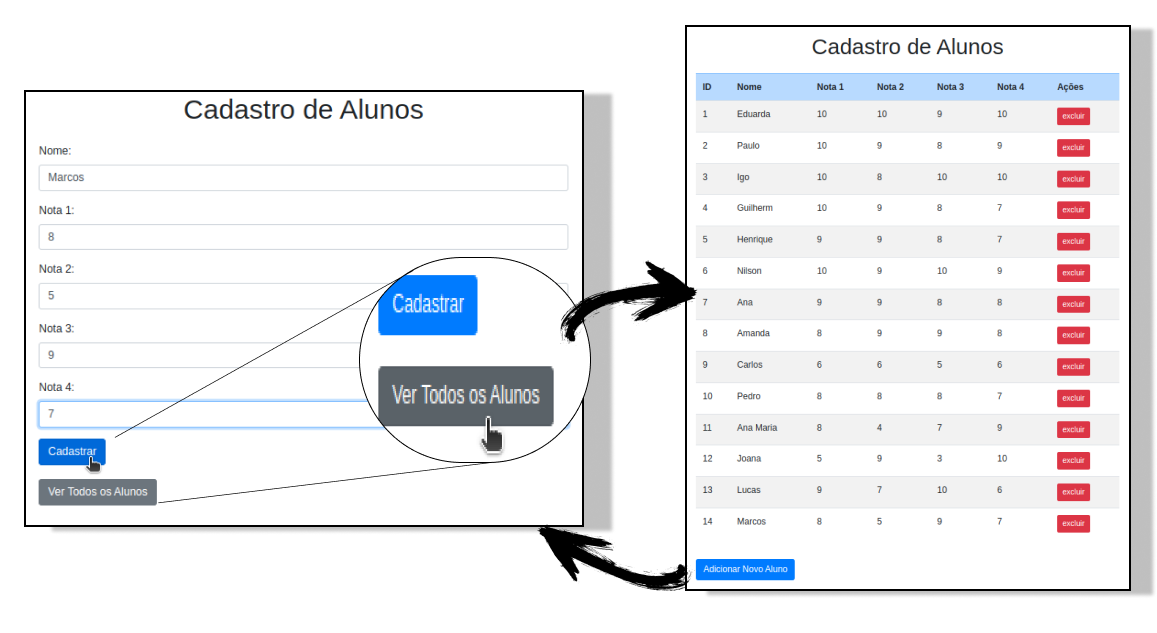 Cadastro de Alunos
Nome:
Marcos
Nota 1:
8
Nota 2:
5
Nota 3:
9
Nota 4:
7
Cadastrar
Ver Todos os Alunos
Cadastrar
Ver Todos os Alunos
Cadastro de Alunos
ID Nome Nota 1 Nota 2 Nota 3 Nota 4 Ações
1 Eduarda 10 10 9 10 excluir
2 Paulo 10 9 8 9 excluir
3 Igo 10 8 10 10 excluir
4 Guilherm 10 9 8 7 excluir
5 Henrique 9 9 8 7 excluir
6 Nilson 10 9 10 9 excluir
7 Ana 9 9 8 8 excluir
8 Amanda 8 9 9 8 excluir
9 Carlos 6 6 5 6 excluir
10 Pedro 8 8 8 7 excluir
11 Ana Maria 8 4 7 9 excluir
12 Joana 5 9 3 10 excluir
13 Lucas 9 7 10 6 excluir
14 Marcos 8 5 9 7 excluir
Adicionar Novo Aluno